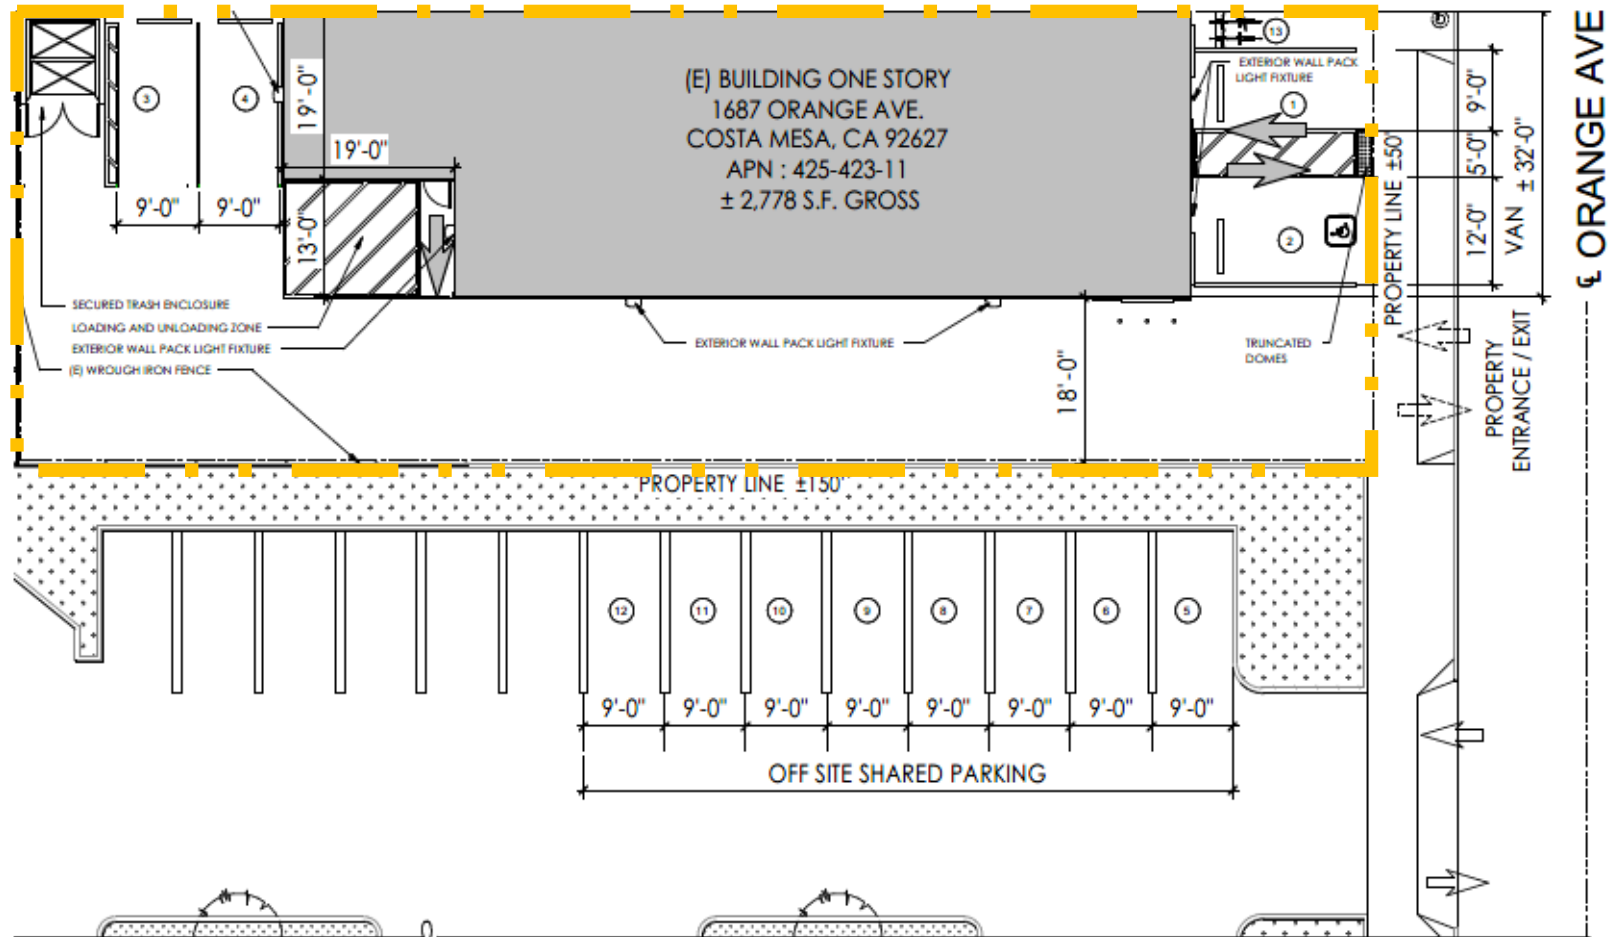 (E) BUILDING ONE STORY
1687 ORANGE AVE.
COSTA MESA, CA 92627
APN : 425-423-11
± 2,778 S.F. GROSS
3
4
19'-0"
19'-0"
9'-0"
9'-0"
13'-0"
SECURED TRASH ENCLOSURE
LOADING AND UNLOADING ZONE
EXTERIOR WALL PACK LIGHT FIXTURE
(E) WROUGH IRON FENCE
EXTERIOR WALL PACK LIGHT FIXTURE
18'-0"
13
EXTERIOR WALL PACK
LIGHT FIXTURE
1
2
TRUNCATED
DOMES
PROPERTY LINE ±50'
9'-0"
5'-0"
12'-0"
VAN
± 32'-0"
℄ ORANGE AVE
PROPERTY
ENTRANCE / EXIT
PROPERTY LINE ±150'
12
11
10
9
8
7
6
5
9'-0"
9'-0"
9'-0"
9'-0"
9'-0"
9'-0"
9'-0"
9'-0"
OFF SITE SHARED PARKING